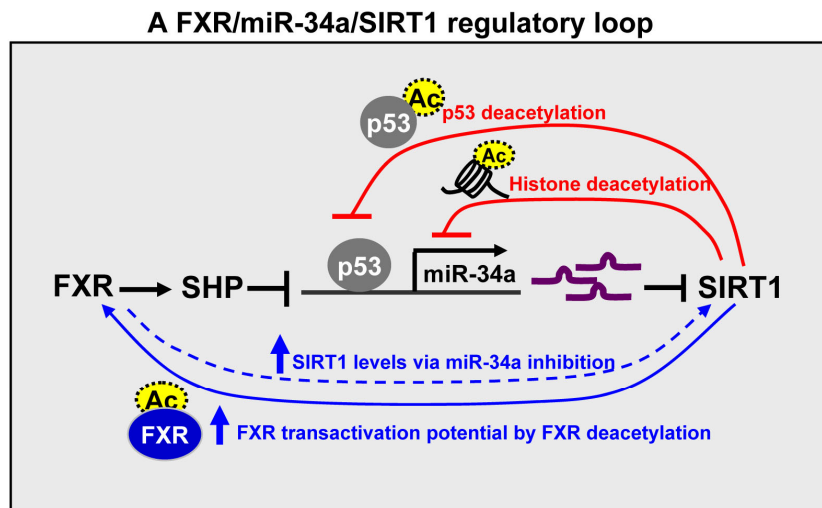 A FXR/miR-34a/SIRT1 regulatory loop
Ac
p53
p53 deacetylation
Ac
Histone deacetylation
p53
miR-34a
FXR
SHP
SIRT1
SIRT1 levels via miR-34a inhibition
Ac
FXR
FXR transactivation potential by FXR deacetylation